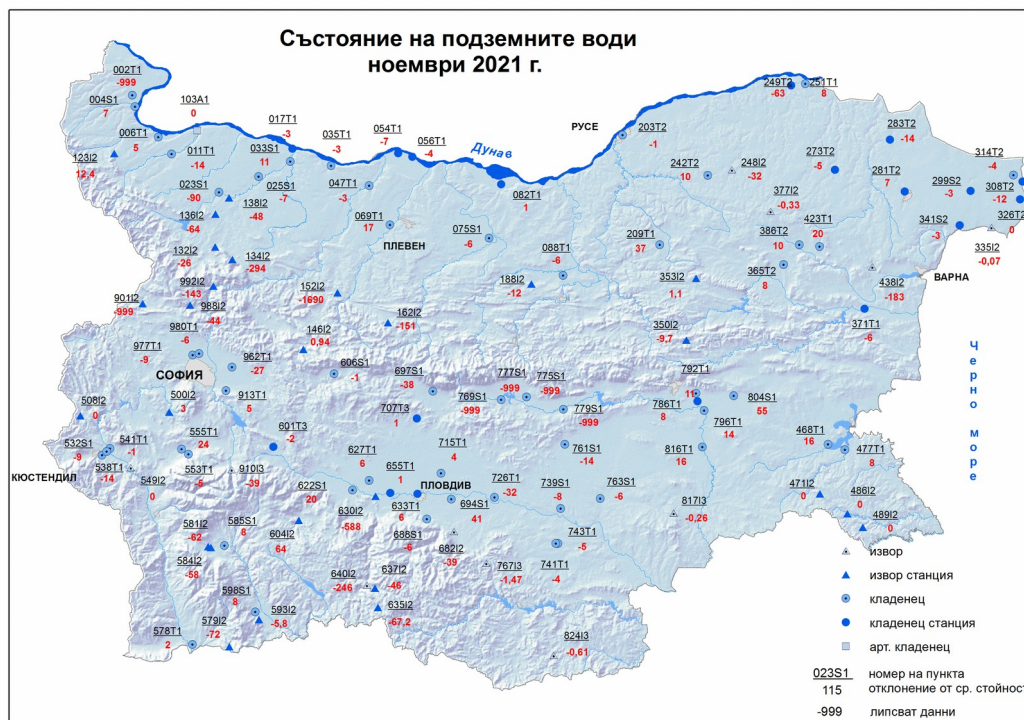 Състояние на подземните води
ноември 2021 г.
002T1
-999
004S1
7
103A1
0
006T1
5
011T1
-14
017T1
-3
033S1
11
035T1
-3
054T1
-7
056T1
-4
Дунав
РУСЕ
203T2
-1
249T2
-63
251T1
8
283T2
-14
314T2
-4
123I2
12,4
023S1
-90
025S1
-7
138I2
-48
047T1
-3
082T1
1
242T2
10
248I2
-32
273T2
-5
281T2
7
299S2
-3
308T2
-12
377I2
-0,33
326T2
0
136I2
-64
069T1
17
ПЛЕВЕН
075S1
-6
088T1
-6
209T1
37
386T2
10
423T1
20
341S2
-3
335I2
-0,07
132I2
-26
134I2
-294
365T2
8
ВАРНА
992I2
-143
152I2
-1690
188I2
-12
353I2
1,1
438I2
-183
901I2
-999
988I2
-44
162I2
-151
371T1
-6
980T1
-6
146I2
0,94
350I2
-9,7
977T1
-9
962T1
-27
606S1
-1
697S1
-38
777S1
-999
775S1
-999
792T1
11
СОФИЯ
Черно море
508I2
0
500I2
3
913T1
5
769S1
-999
779S1
-999
786T1
8
804S1
55
707T3
1
796T1
14
532S1
-9
541T1
-1
555T1
24
601T3
-2
627T1
6
715T1
4
761S1
-14
816T1
16
468T1
16
477T1
8
КЮСТЕНДИЛ
538T1
-14
549I2
0
553T1
-5
910I3
-39
655T1
1
ПЛОВДИВ
726T1
-32
739S1
-8
763S1
-6
471I2
0
486I2
0
489I2
0
622S1
20
630I2
-588
633T1
6
694S1
41
817I3
-0,26
581I2
-62
585S1
6
604I2
64
688S1
-6
682I2
-39
743T1
-5
584I2
-58
640I2
-246
637I2
-46
767I3
-1,47
741T1
-4
598S1
8
593I2
-5,8
635I2
-67,2
578T1
2
579I2
-72
824I3
-0,61
извор
извор станция
кладенец
кладенец станция
арт. кладенец
023S1 номер на пункта
115 отклонение от ср. стойност
-999 липсват данни